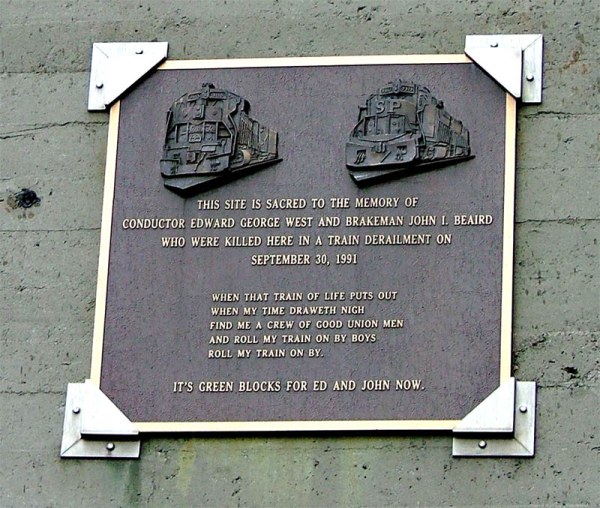 SP
THIS SITE IS SACRED TO THE MEMORY OF
CONDUCTOR EDWARD GEORGE WEST AND BRAKEMAN JOHN I. BEAIRD
WHO WERE KILLED HERE IN A TRAIN DERAILMENT ON
SEPTEMBER 30, 1991
WHEN THAT TRAIN OF LIFE PUTS OUT
WHEN MY TIME DRAWETH NIGH
FIND ME A CREW OF GOOD UNION MEN
AND ROLL MY TRAIN ON BY BOYS
ROLL MY TRAIN ON BY.
IT'S GREEN BLOCKS FOR ED AND JOHN NOW.